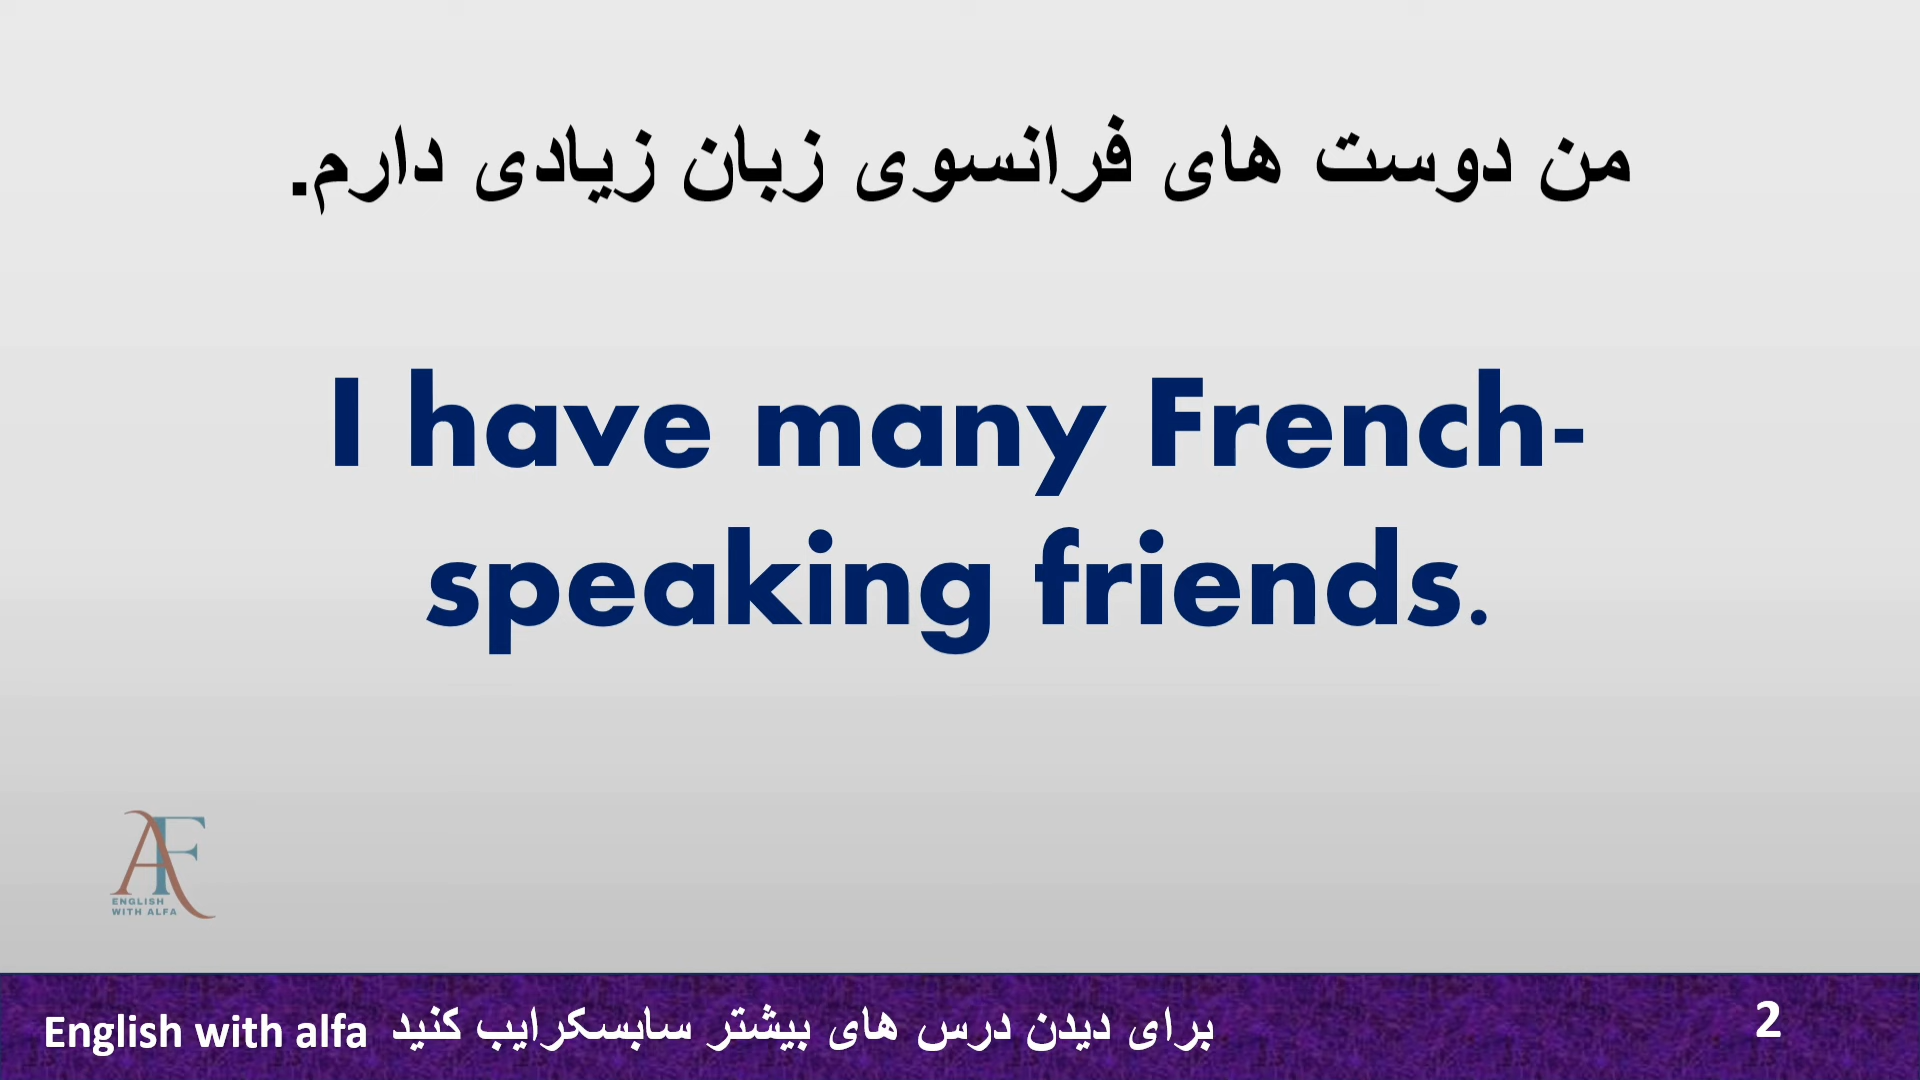 من دوست های فرانسوی زبان زیادی دارم.
I have many French-
speaking friends.
ENGLISH
WITH ALFA
English with alfa برای دیدن درس های بیشتر سابسکرایب کنید
2